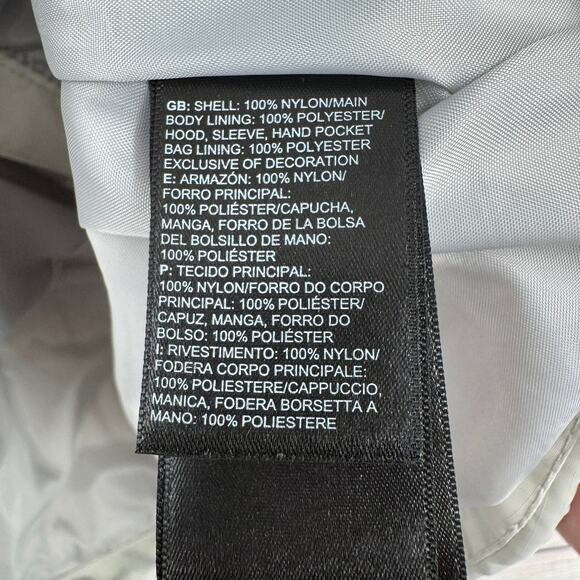 GB: SHELL: 100% NYLON/MAIN
BODY LINING: 100% POLYESTER/
HOOD, SLEEVE, HAND POCKET
BAG LINING: 100% POLYESTER
EXCLUSIVE OF DECORATION
E: ARMAZÓN: 100% NYLON/
FORRO PRINCIPAL:
100% POLIÉSTER/CAPUCHA,
MANGA, FORRO DE LA BOLSA
DEL BOLSILLO DE MANO:
100% POLIÉSTER
P: TECIDO PRINCIPAL:
100% NYLON/FORRO DO CORPO
PRINCIPAL: 100% POLIÉSTER/
CAPUZ, MANGA, FORRO DO
BOLSO: 100% POLIÉSTER
I: RIVESTIMENTO: 100% NYLON/
FODERA CORPO PRINCIPALE:
100% POLIESTERE/CAPPUCCIO,
MANICA, FODERA BORSETTA A
MANO: 100% POLIESTERE